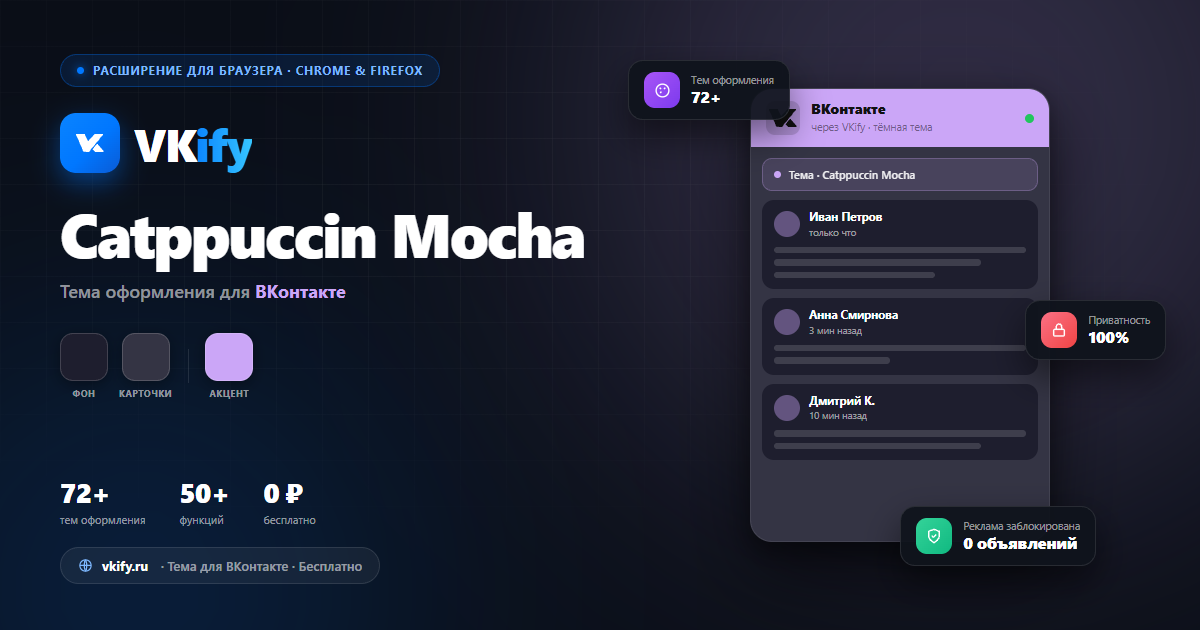 РАСШИРЕНИЕ ДЛЯ БРАУЗЕРА · CHROME & FIREFOX
VKify
Catppuccin Mocha
Тема оформления для ВКонтакте
ФОН
КАРТОЧКИ
АКЦЕНТ
72+
тем оформления
50+
функций
0 ₽
бесплатно
vkify.ru · Тема для ВКонтакте · Бесплатно
Тем оформления
72+
ВКонтакте
через VKify · тёмная тема
Тема · Catppuccin Mocha
Иван Петров
только что
Анна Смирнова
3 мин назад
Приватность
100%
Дмитрий К.
10 мин назад
Реклама заблокирована
0 объявлений